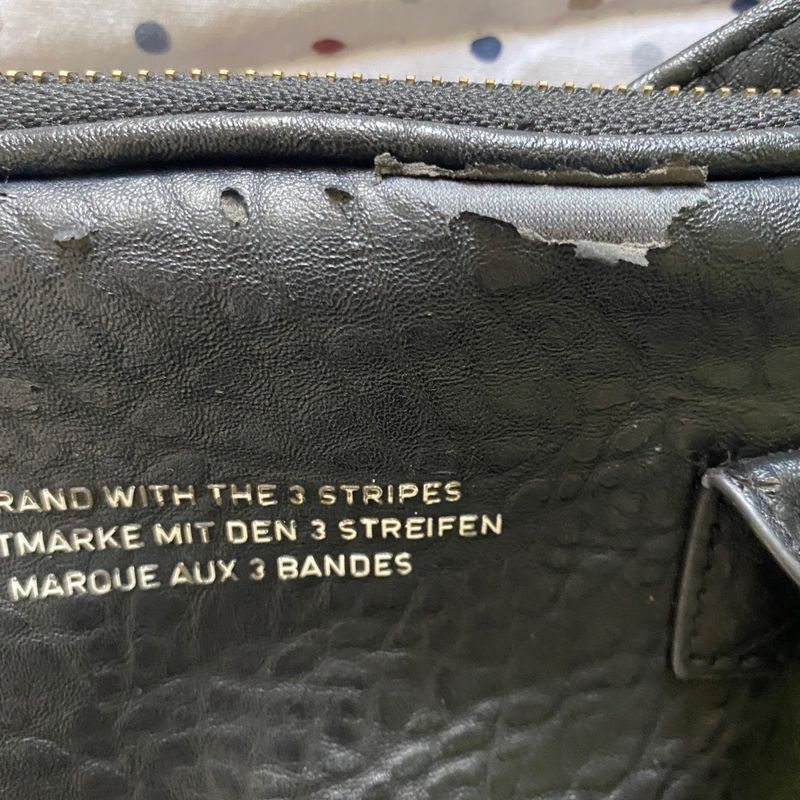 RAND WITH THE 3 STRIPES
TMARKE MIT DEN 3 STREIFEN
MARQUE AUX 3 BANDES